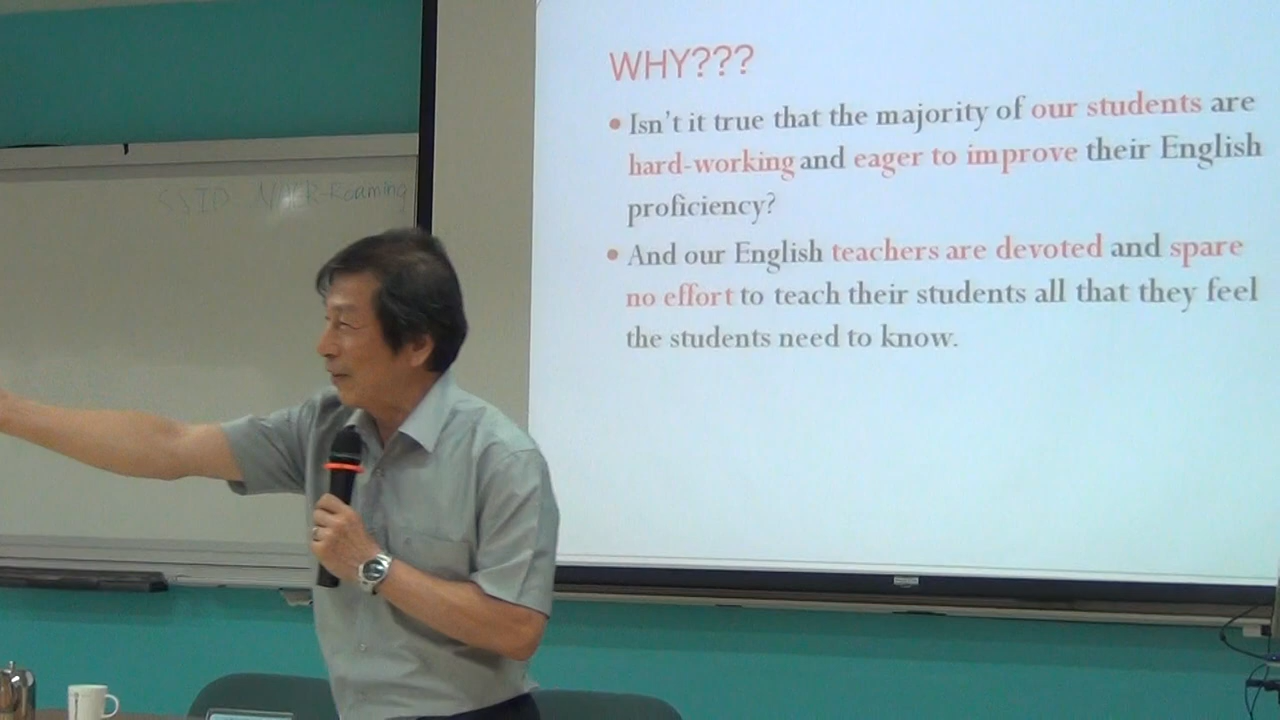 SSID NAER-Roaming
WHY???
• Isn't it true that the majority of our students are
hard-working and eager to improve their English
proficiency?
• And our English teachers are devoted and spare
no effort to teach their students all that they feel
the students need to know.